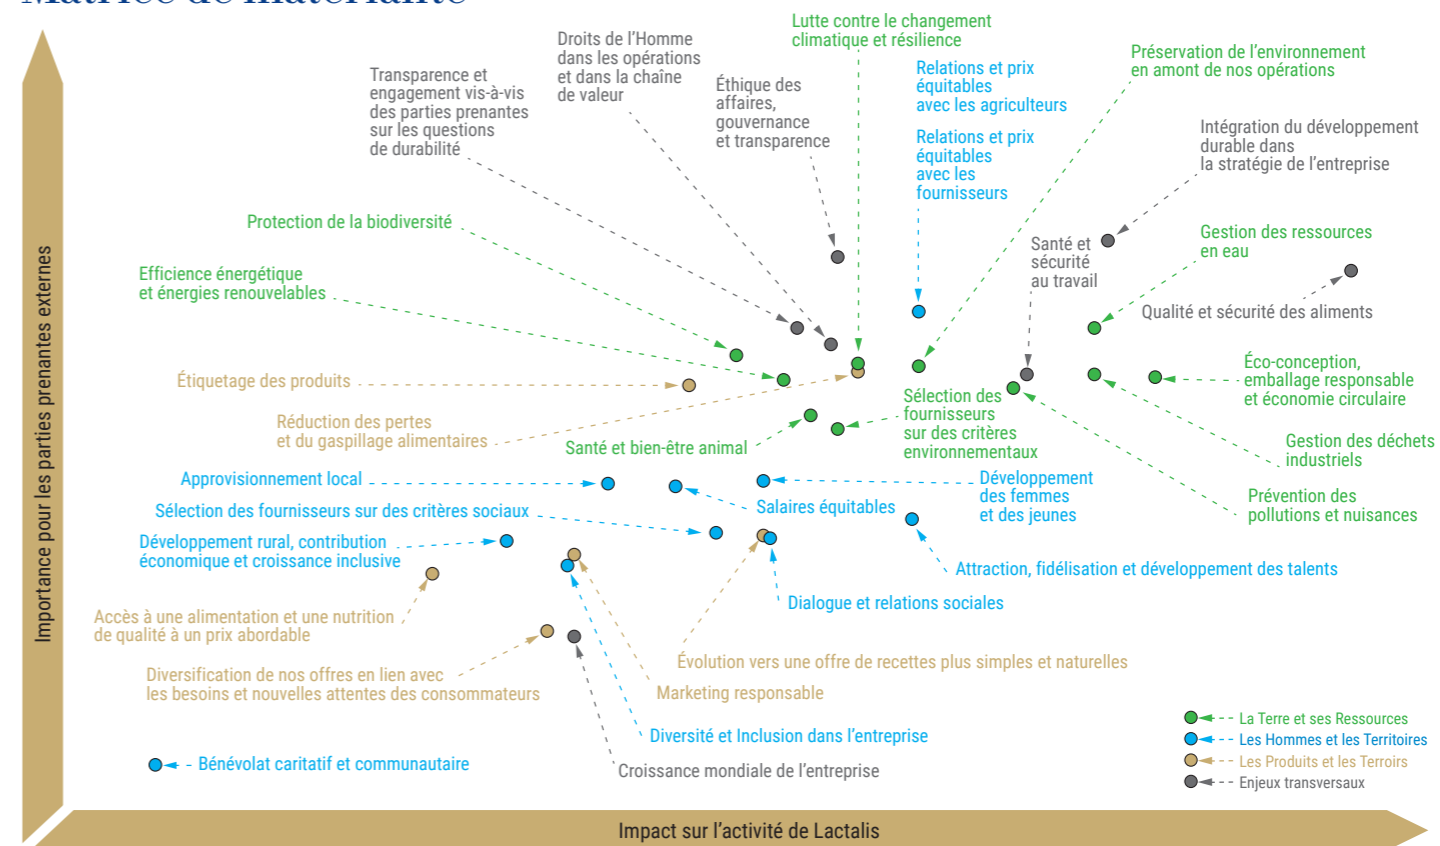 Matrice de matérialité
Importance pour les parties prenantes externes
Lutte contre le changement
climatique et résilience
Droits de l'Homme
dans les opérations
et dans la chaîne
de valeur
Préservation de l'environnement
en amont de nos opérations
Relations et prix
équitables
avec les agriculteurs
Transparence et
engagement vis-à-vis
des parties prenantes
sur les questions
de durabilité
Éthique des
affaires,
gouvernance
et transparence
Intégration du développement
durable dans
la stratégie de l'entreprise
Relations et prix
équitables
avec les
fournisseurs
Protection de la biodiversité
Gestion des ressources
en eau
Santé et
sécurité
au travail
Efficience énergétique
et énergies renouvelables
Qualité et sécurité des aliments
Éco-conception,
emballage responsable
et économie circulaire
Étiquetage des produits
Sélection des
fournisseurs
sur des critères
environnementaux
Réduction des pertes
et du gaspillage alimentaires
Santé et bien-être animal
Gestion des déchets
industriels
Approvisionnement local
Développement
des femmes
et des jeunes
Prévention des
pollutions et nuisances
Salaires équitables
Sélection des fournisseurs sur des critères sociaux
Développement rural, contribution
économique et croissance inclusive
Attraction, fidélisation et développement des talents
Dialogue et relations sociales
Accès à une alimentation et une nutrition
de qualité à un prix abordable
Évolution vers une offre de recettes plus simples et naturelles
Diversification de nos offres en lien avec
les besoins et nouvelles attentes des consommateurs
Marketing responsable
Diversité et Inclusion dans l'entreprise
Bénévolat caritatif et communautaire
Croissance mondiale de l'entreprise
La Terre et ses Ressources
Les Hommes et les Territoires
Les Produits et les Terroirs
Enjeux transversaux
Impact sur l'activité de Lactalis